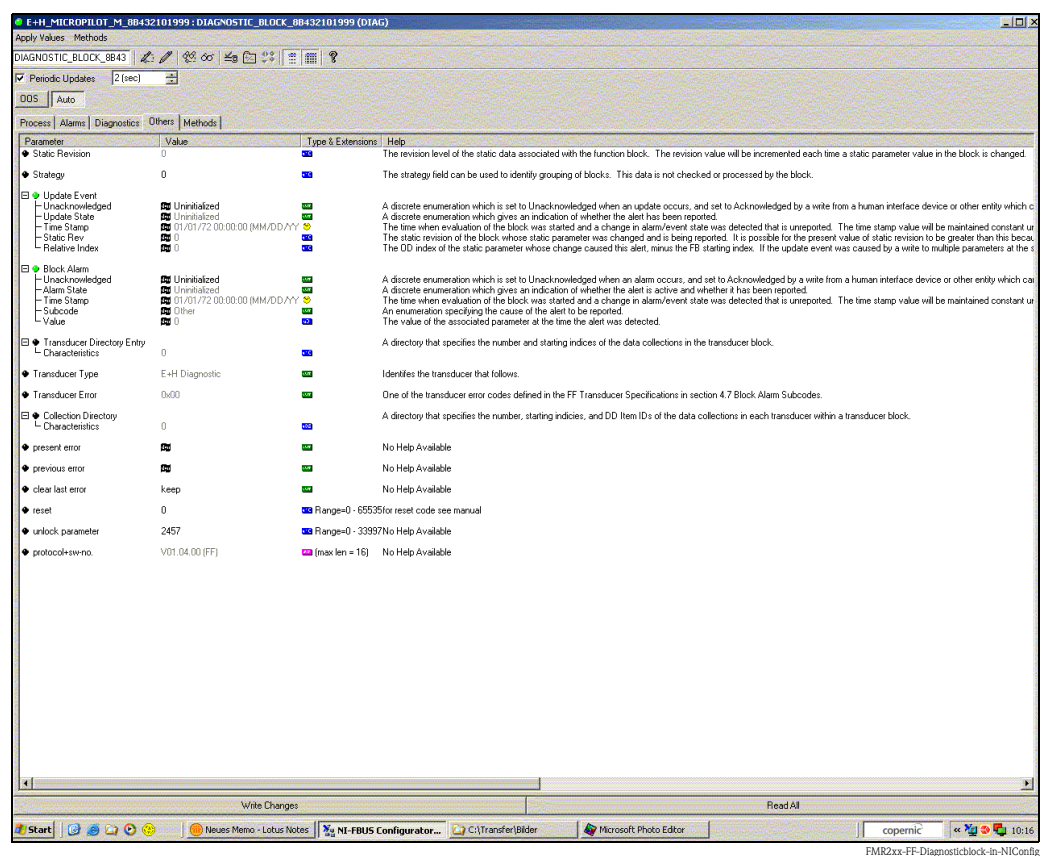 E+H_MICROPILOT_M_8B432101999 : DIAGNOSTIC_BLOCK_8B432101999 (DIAG)
Apply Values Methods
DIAGNOSTIC_BLOCK_8B43
Periodic Updates 2 (sec)
OOS Auto
Process Alarms Diagnostics Others Methods
Parameter Value Type & Extensions Help
Static Revision 0 The revision level of the static data associated with the function block. The revision value will be incremented each time a static parameter value in the block is changed.
Strategy 0 The strategy field can be used to identify grouping of blocks. This data is not checked or processed by the block.
Update Event
Unacknowledged Uninitialized A discrete enumeration which is set to Unacknowledged when an update occurs, and set to Acknowledged by a write from a human interface device or other entity which c
Update State Uninitialized A discrete enumeration which gives an indication of whether the alert has been reported.
Time Stamp 01/01/72 00:00:00 (MM/DD/YY The time when evaluation of the block was started and a change in alarm/event state was detected that is unreported. The time stamp value will be maintained constant ur
Static Rev 0 The static revision of the block whose static parameter was changed and is being reported. It is possible for the present value of static revision to be greater than this becau
Relative Index 0 The OD index of the static parameter whose change caused this alert, minus the FB starting index. If the update event was caused by a write to multiple parameters at the s
Block Alarm
Unacknowledged Uninitialized A discrete enumeration which is set to Unacknowledged when an alarm occurs, and set to Acknowledged by a write from a human interface device or other entity which car
Alarm State Uninitialized A discrete enumeration which gives an indication of whether the alert is active and whether it has been reported.
Time Stamp 01/01/72 00:00:00 (MM/DD/YY The time when evaluation of the block was started and a change in alarm/event state was detected that is unreported. The time stamp value will be maintained constant ur
Subcode Other An enumeration specifying the cause of the alert to be reported.
Value 0 The value of the associated parameter at the time the alert was detected.
Transducer Directory Entry A directory that specifies the number and starting indices of the data collections in the transducer block.
Characteristics 0
Transducer Type E+H Diagnostic Identifes the transducer that follows.
Transducer Error 0x00 One of the transducer error codes defined in the FF Transducer Specifications in section 4.7 Block Alarm Subcodes.
Collection Directory A directory that specifies the number, starting indicies, and DD Item IDs of the data collections in each transducer within a transducer block.
Characteristics 0
present error No Help Available
previous error No Help Available
clear last error keep No Help Available
reset 0 Range=0 - 65535 for reset code see manual
unlock parameter 2457 Range=0 - 33997 No Help Available
protocol+sw-no. V01.04.00 (FF) (max len = 16) No Help Available
Write Changes Read All
Start Neues Memo - Lotus Notes NI-FBUS Configurator... C:\Transfer\Bilder Microsoft Photo Editor copernic « 10:16
FMR2xx-FF-Diagnosticblock-in-NIConfig